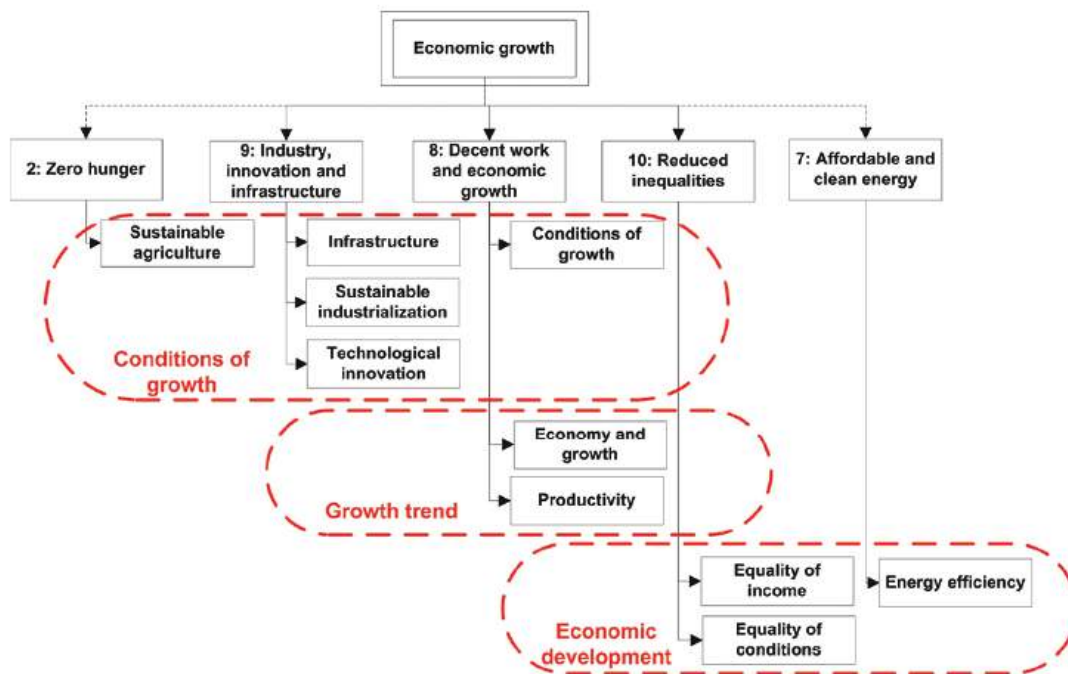 Economic growth
2: Zero hunger
9: Industry,
innovation and
infrastructure
8: Decent work
and economic
growth
10: Reduced
inequalities
7: Affordable and
clean energy
Sustainable
agriculture
Infrastructure
Conditions of
growth
Sustainable
industrialization
Technological
innovation
Conditions of
growth
Economy and
growth
Productivity
Growth trend
Equality of
income
Energy efficiency
Equality of
conditions
Economic
development